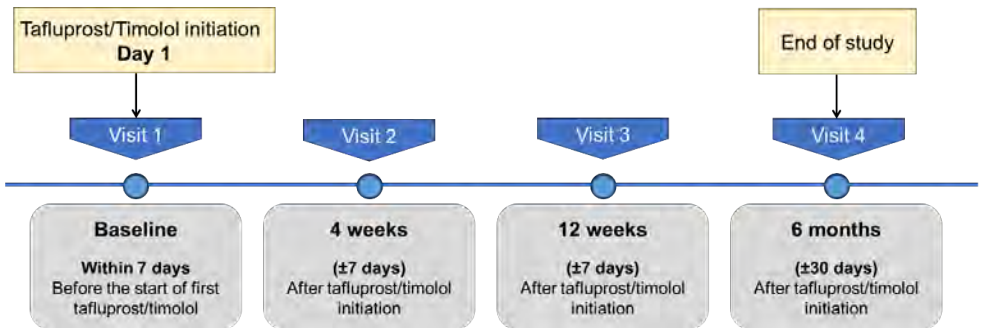 Tafluprost/Timolol initiation
Day 1
End of study
Visit 1
Visit 2
Visit 3
Visit 4
Baseline
Within 7 days
Before the start of first
tafluprost/timolol
4 weeks
(±7 days)
After tafluprost/timolol
initiation
12 weeks
(±7 days)
After tafluprost/timolol
initiation
6 months
(±30 days)
After tafluprost/timolol
initiation